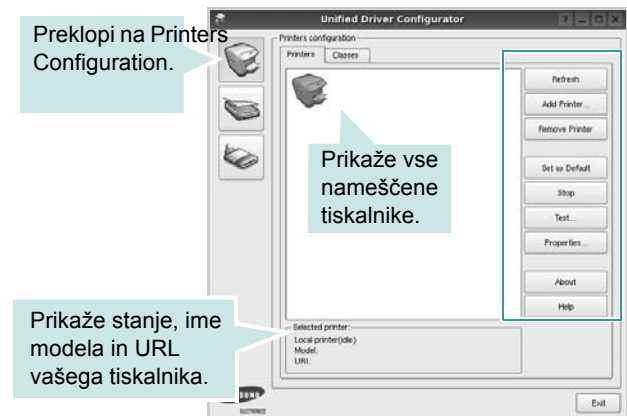 Unified Driver Configurator
Preklopi na Printers
Configuration.
Printers configuration
Printers
Classes
Refresh
Add Printer...
Remove Printer
Set as Default
Stop
Test...
Properties...
About
Help
Prikaže vse
nameščene
tiskalnike.
Prikaže stanje, ime
modela in URL
vašega tiskalnika.
Selected printer:
Local printer(idle)
Model:
URI:
ELECTRONICS
Exit